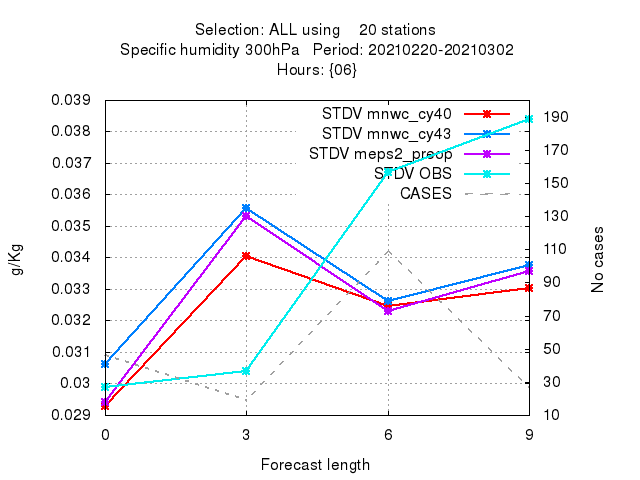 Selection: ALL using    20 stations
Specific humidity 300hPa   Period: 20210220-20210302
Hours: {06}
STDV mnwc_cy40
STDV mnwc_cy43
STDV meps2_preop
STDV OBS
CASES
0.039
0.038
0.037
0.036
0.035
0.034
0.033
0.032
0.031
0.03
0.029
g/Kg
190
170
150
130
110
90
70
50
30
10
No cases
0 3 6 9
Forecast length